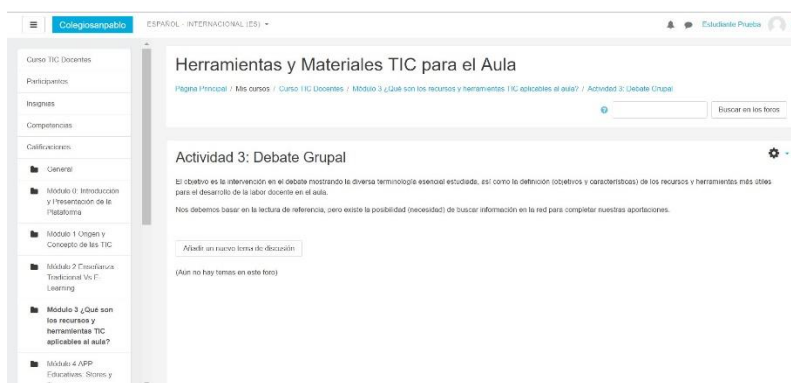 Colegiosanpablo
ESPAÑOL - INTERNACIONAL (ES)
Estudiante Prueba
Curso TIC Docentes
Participantes
Insignias
Competencias
Calificaciones
General
Módulo 0: Introducción
y Presentación de la
Plataforma
Módulo 1 Origen y
Concepto de las TIC
Módulo 2 Enseñanza
Tradicional Vs E-
Learning
Módulo 3 ¿Qué son
los recursos y
herramientas TIC
aplicables al aula?
Módulo 4 APP
Educativas: Stores y
Herramientas y Materiales TIC para el Aula
Página Principal / Mis cursos / Curso TIC Docentes / Módulo 3 ¿Qué son los recursos y herramientas TIC aplicables al aula? / Actividad 3: Debate Grupal
Buscar en los foros
Actividad 3: Debate Grupal
El objetivo es la intervención en el debate mostrando la diversa terminología esencial estudiada, así como la definición (objetivos y características) de los recursos y herramientas más útiles
para el desarrollo de la labor docente en el aula.
Nos debemos basar en la lectura de referencia, pero existe la posibilidad (necesidad) de buscar información en la red para completar nuestras aportaciones.
Añadir un nuevo tema de discusión
(Aún no hay temas en este foro)